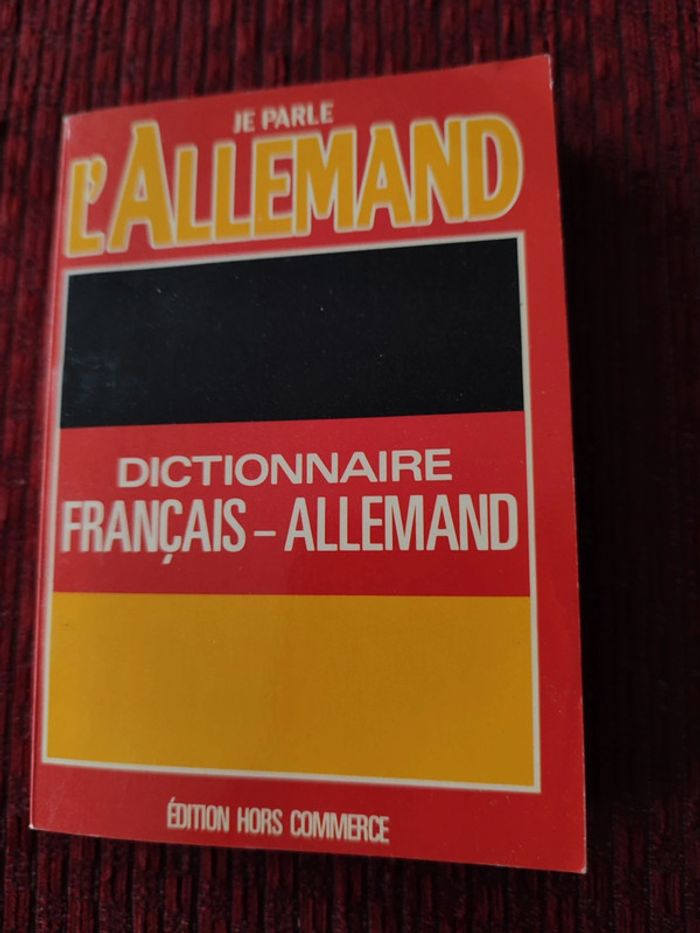 JE PARLE
L'ALLEMAND
DICTIONNAIRE
FRANÇAIS - ALLEMAND
ÉDITION HORS COMMERCE